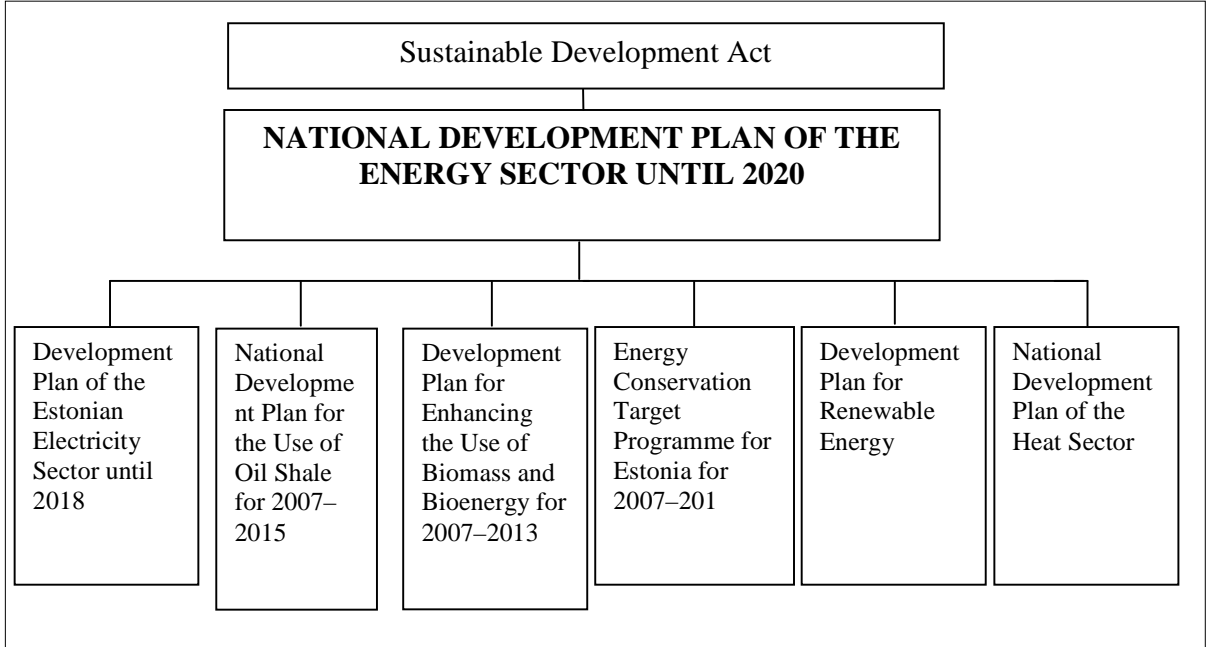 Sustainable Development Act
NATIONAL DEVELOPMENT PLAN OF THE
ENERGY SECTOR UNTIL 2020
Development
Plan of the
Estonian
Electricity
Sector until
2018
National
Developme
nt Plan for
the Use of
Oil Shale
for 2007–
2015
Development
Plan for
Enhancing
the Use of
Biomass and
Bioenergy for
2007–2013
Energy
Conservation
Target
Programme for
Estonia for
2007–201
Development
Plan for
Renewable
Energy
National
Development
Plan of the
Heat Sector